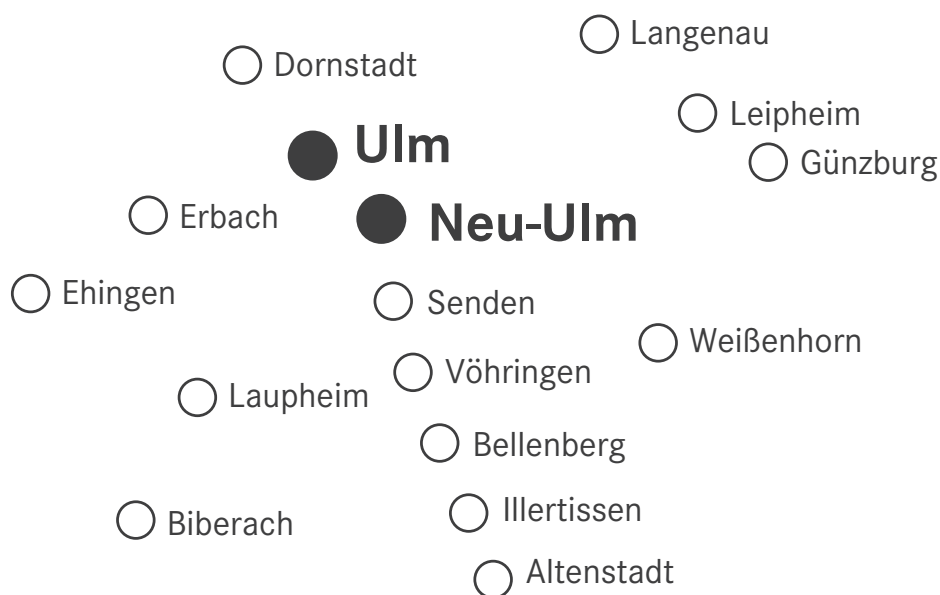 Langenau
Dornstadt
Leipheim
Ulm
Günzburg
Erbach
Neu-Ulm
Ehingen
Senden
Weißenhorn
Vöhringen
Laupheim
Bellenberg
Illertissen
Biberach
Altenstadt